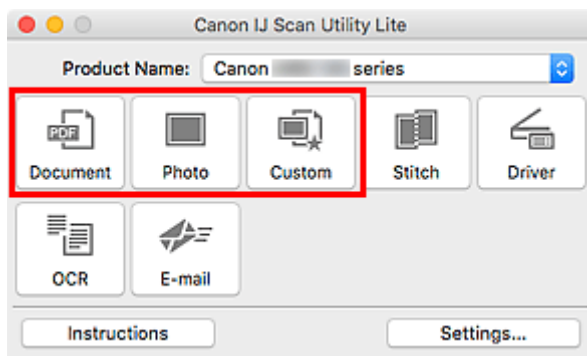 Canon IJ Scan Utility Lite
Product Name: Canon series
PDF
Document Photo Custom Stitch Driver
OCR E-mail
Instructions Settings...